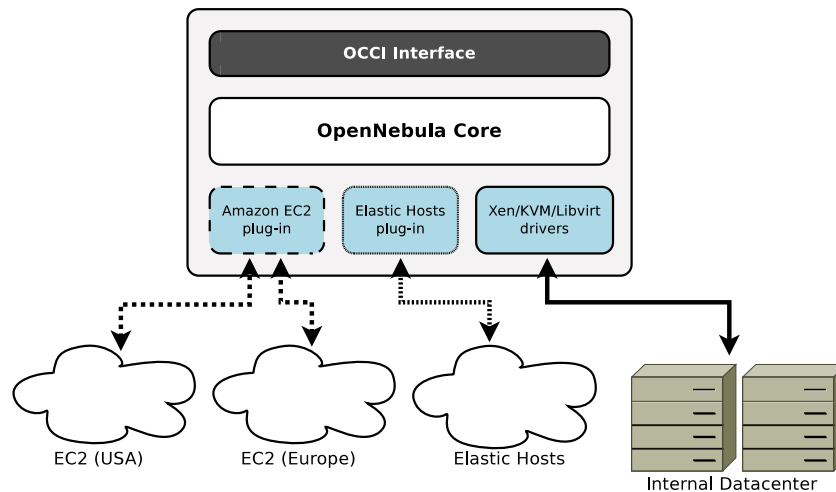 OCCI Interface
OpenNebula Core
Amazon EC2
plug-in
Elastic Hosts
plug-in
Xen/KVM/Libvirt
drivers
EC2 (USA)
EC2 (Europe)
Elastic Hosts
Internal Datacenter